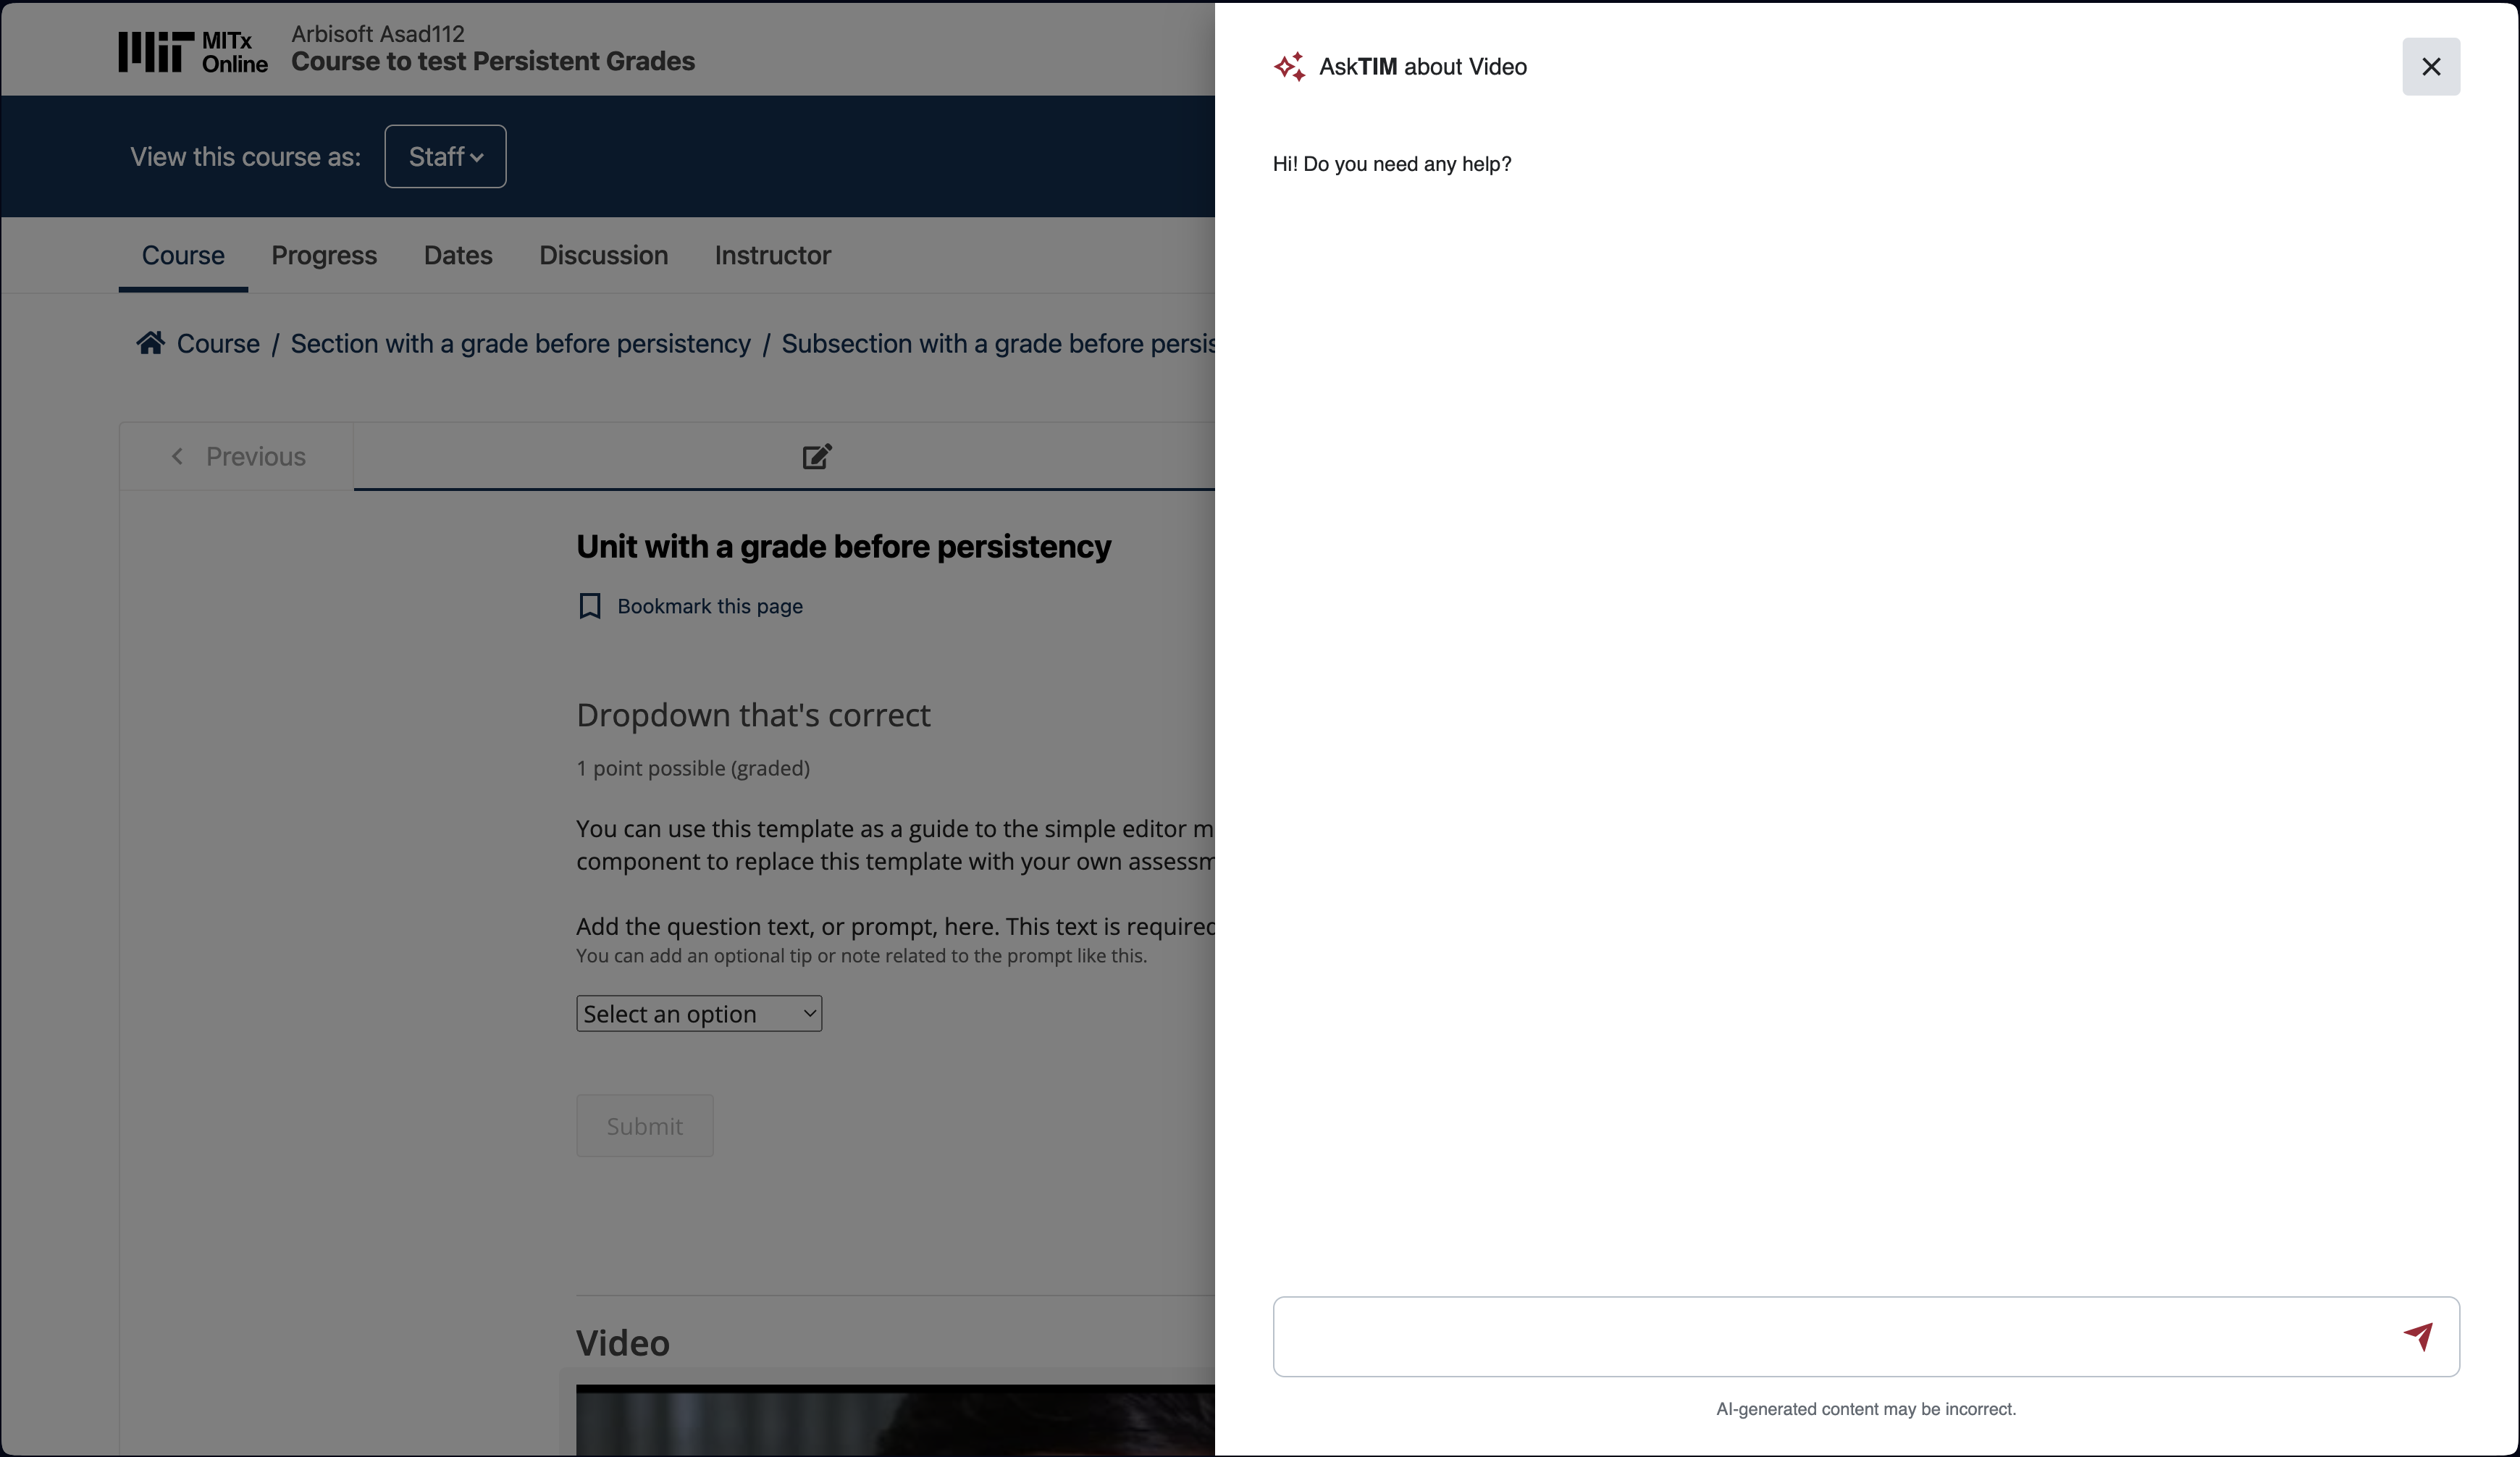 MIT MITx
Online
Arbisoft Asad112
Course to test Persistent Grades
View this course as: Staff
Course Progress Dates Discussion Instructor
Course / Section with a grade before persistency / Subsection with a grade before persis
Previous
Unit with a grade before persistency
Bookmark this page
Dropdown that's correct
1 point possible (graded)
You can use this template as a guide to the simple editor m
component to replace this template with your own assessm
Add the question text, or prompt, here. This text is required
You can add an optional tip or note related to the prompt like this.
Select an option
Submit
Video
AskTIM about Video
Hi! Do you need any help?
AI-generated content may be incorrect.